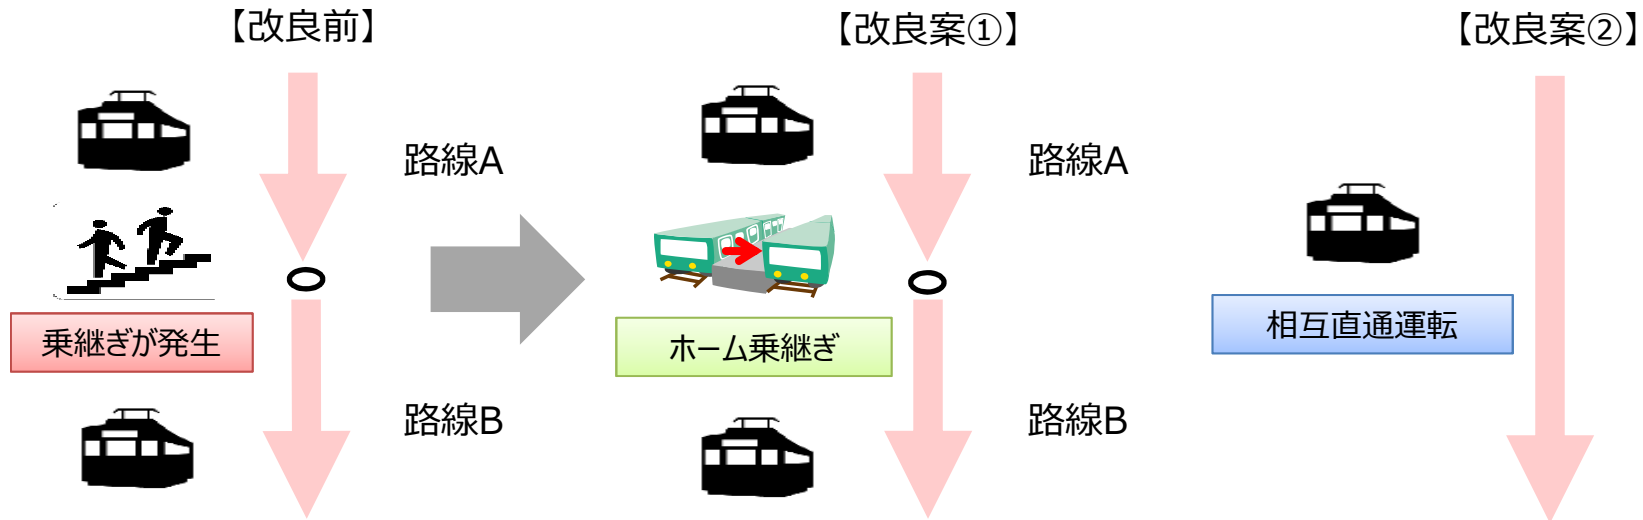 【改良前】
【改良案①】
【改良案②】
路線A
路線A
乗継ぎが発生
ホーム乗継ぎ
相互直通運転
路線B
路線B